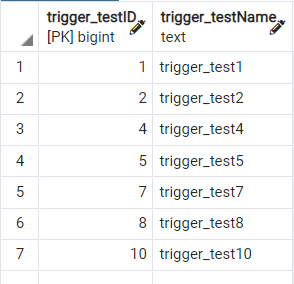 trigger_testID trigger_testName
[PK] bigint text
1 1 trigger_test1
2 2 trigger_test2
3 4 trigger_test4
4 5 trigger_test5
5 7 trigger_test7
6 8 trigger_test8
7 10 trigger_test10